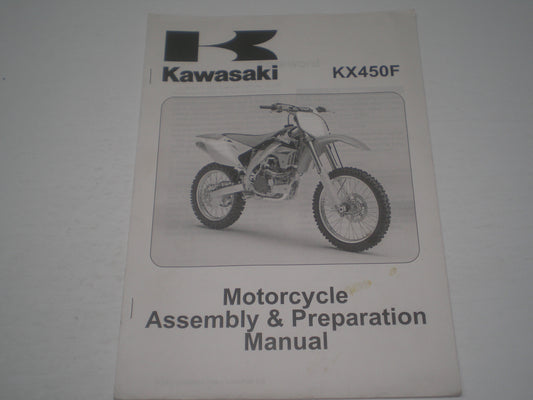 Kawasaki
KX450F
Motorcycle
Assembly & Preparation
Manual